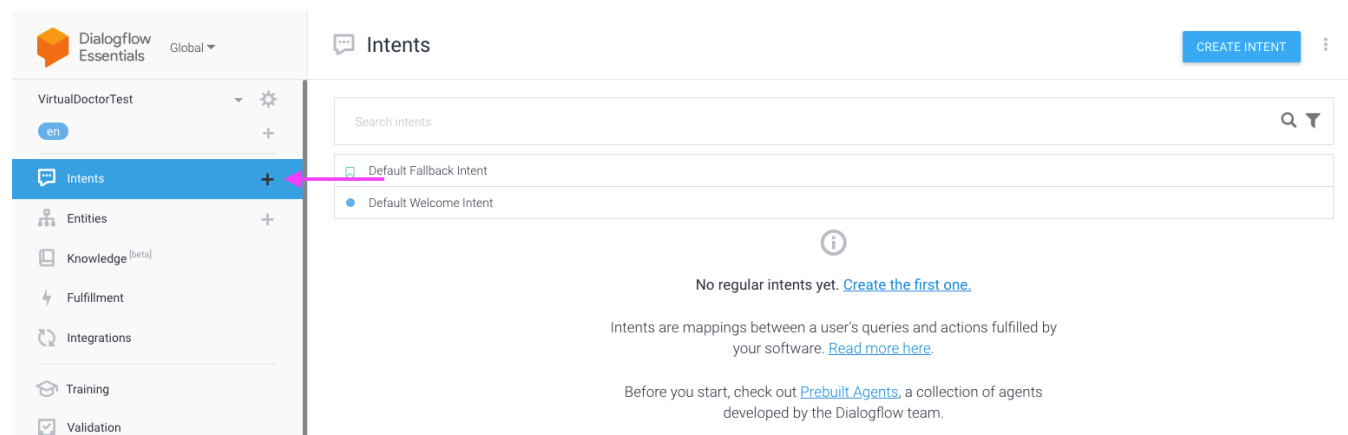 Dialogflow
Essentials
Global
Intents
CREATE INTENT
VirtualDoctorTest
en
Search intents
Intents
Default Fallback Intent
Default Welcome Intent
Entities
Knowledge [beta]
Fulfillment
Integrations
Training
Validation
No regular intents yet. Create the first one.
Intents are mappings between a user's queries and actions fulfilled by
your software. Read more here.
Before you start, check out Prebuilt Agents, a collection of agents
developed by the Dialogflow team.